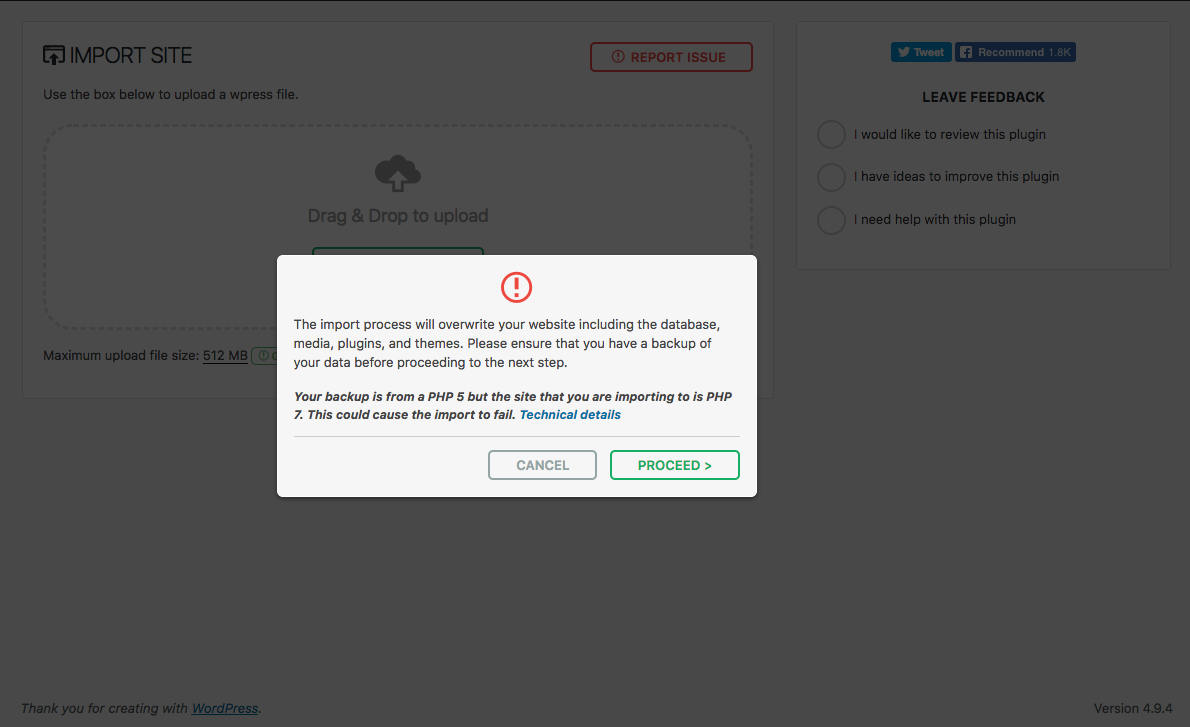 IMPORT SITE
REPORT ISSUE
Use the box below to upload a wpress file.
Drag & Drop to upload
Maximum upload file size: 512 MB
Tweet
Recommend 1.8K
LEAVE FEEDBACK
I would like to review this plugin
I have ideas to improve this plugin
I need help with this plugin
The import process will overwrite your website including the database,
media, plugins, and themes. Please ensure that you have a backup of
your data before proceeding to the next step.
Your backup is from a PHP 5 but the site that you are importing to is PHP
7. This could cause the import to fail. Technical details
CANCEL
PROCEED >
Thank you for creating with WordPress.
Version 4.9.4